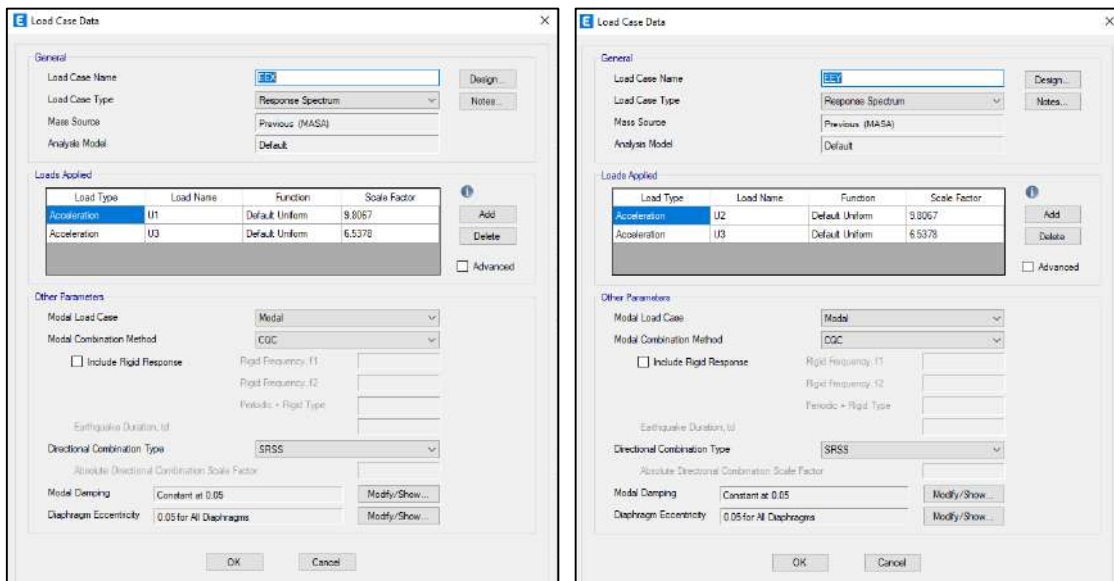 Load Case Data
General
Load Case Name EEX Design...
Load Case Type Response Spectrum Notes...
Mass Source Previous (MASA)
Analysis Model Default
Loads Applied
Load Type Load Name Function Scale Factor
Acceleration U1 Default Uniform 9.8067 Add
Acceleration U3 Default Uniform 6.5378 Delete
Advanced
Other Parameters
Modal Load Case Modal
Modal Combination Method CQC
Include Rigid Response Rigid Frequency, f1
Rigid Frequency, f2
Periodic + Rigid Type
Earthquake Duration, td
Directional Combination Type SRSS
Absolute Directional Combination Scale Factor
Modal Damping Constant at 0.05 Modify/Show...
Diaphragm Eccentricity 0.05 for All Diaphragms Modify/Show...
OK Cancel
Load Case Data
General
Load Case Name EEY Design...
Load Case Type Response Spectrum Notes...
Mass Source Previous (MASA)
Analysis Model Default
Loads Applied
Load Type Load Name Function Scale Factor
Acceleration U2 Default Uniform 9.8067 Add
Acceleration U3 Default Uniform 6.5378 Delete
Advanced
Other Parameters
Modal Load Case Modal
Modal Combination Method CQC
Include Rigid Response Rigid Frequency, f1
Rigid Frequency, f2
Periodic + Rigid Type
Earthquake Duration, td
Directional Combination Type SRSS
Absolute Directional Combination Scale Factor
Modal Damping Constant at 0.05 Modify/Show...
Diaphragm Eccentricity 0.05 for All Diaphragms Modify/Show...
OK Cancel